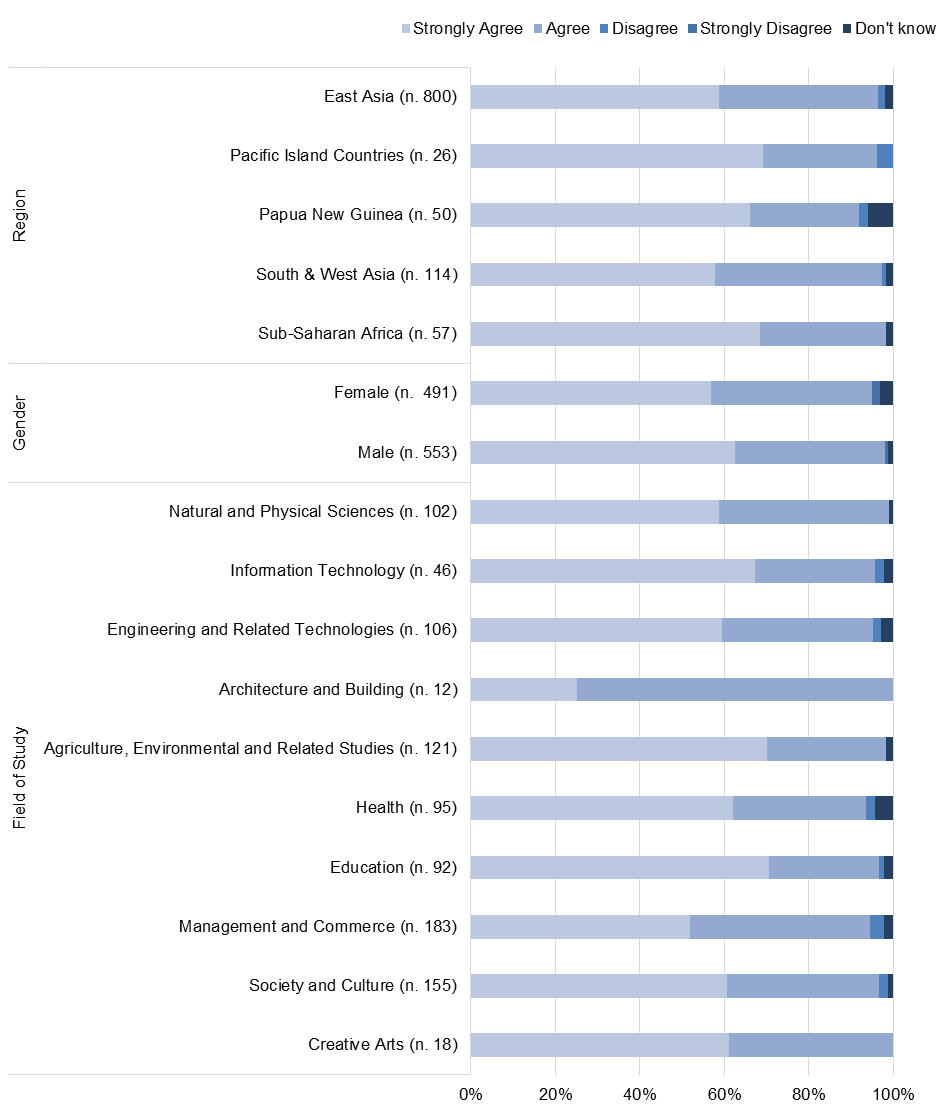 Strongly Agree Agree Disagree Strongly Disagree Don't know
Region
East Asia (n. 800)
Pacific Island Countries (n. 26)
Papua New Guinea (n. 50)
South & West Asia (n. 114)
Sub-Saharan Africa (n. 57)
Gender
Female (n.  491)
Male (n. 553)
Field of Study
Natural and Physical Sciences (n. 102)
Information Technology (n. 46)
Engineering and Related Technologies (n. 106)
Architecture and Building (n. 12)
Agriculture, Environmental and Related Studies (n. 121)
Health (n. 95)
Education (n. 92)
Management and Commerce (n. 183)
Society and Culture (n. 155)
Creative Arts (n. 18)
0% 20% 40% 60% 80% 100%